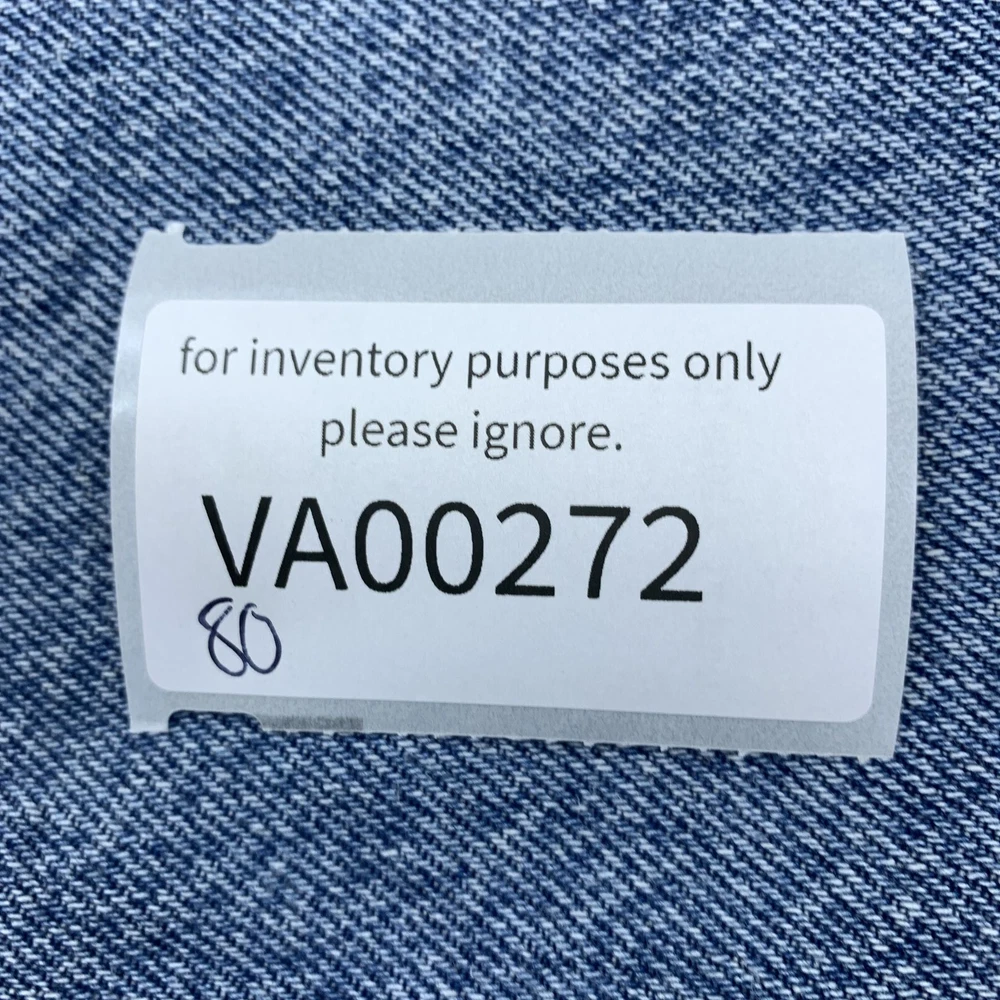 for inventory purposes only
please ignore.
VA00272
80